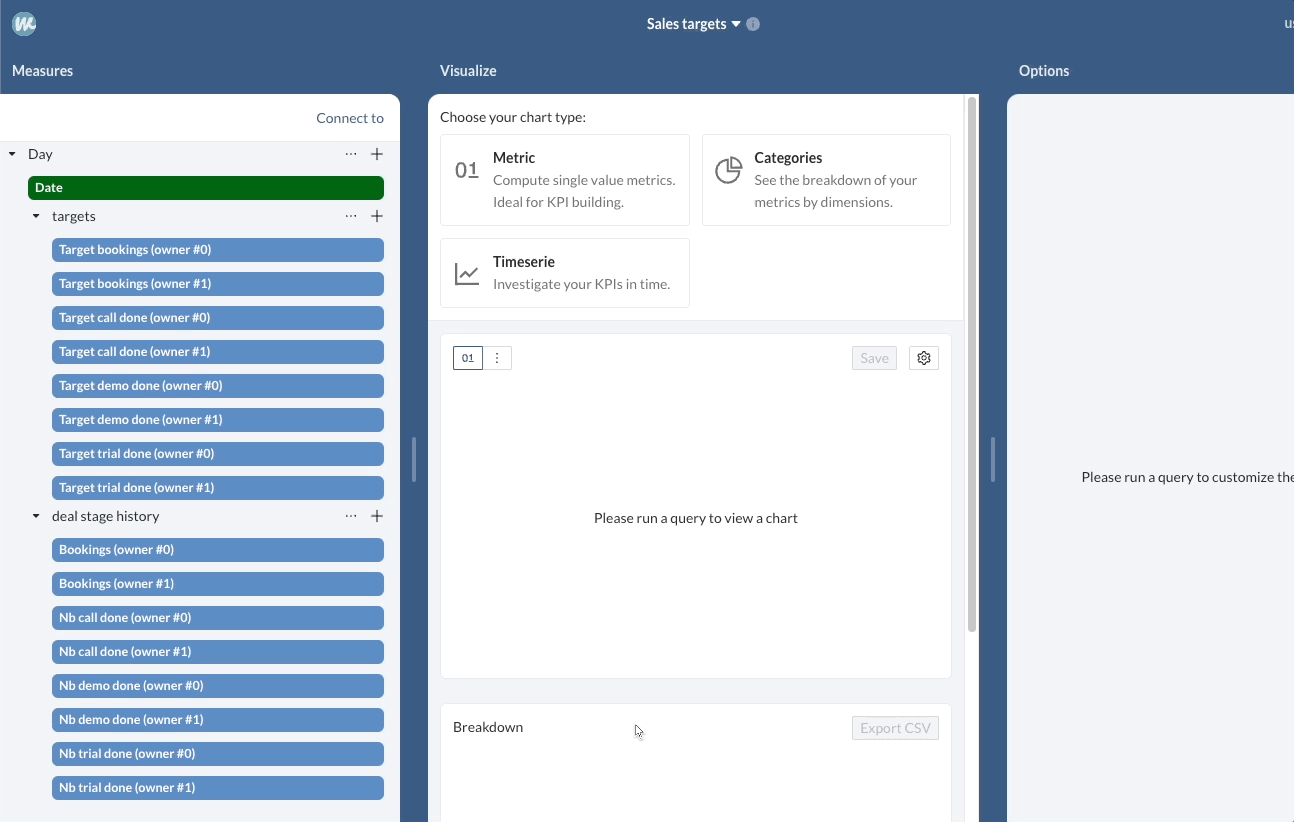 Sales targets
Measures
Visualize
Options
Connect to
Day
Date
targets
Target bookings (owner #0)
Target bookings (owner #1)
Target call done (owner #0)
Target call done (owner #1)
Target demo done (owner #0)
Target demo done (owner #1)
Target trial done (owner #0)
Target trial done (owner #1)
deal stage history
Bookings (owner #0)
Bookings (owner #1)
Nb call done (owner #0)
Nb call done (owner #1)
Nb demo done (owner #0)
Nb demo done (owner #1)
Nb trial done (owner #0)
Nb trial done (owner #1)
Choose your chart type:
01
Metric
Compute single value metrics.
Ideal for KPI building.
Categories
See the breakdown of your
metrics by dimensions.
Timeserie
Investigate your KPIs in time.
01
Save
Please run a query to view a chart
Breakdown
Export CSV
Please run a query to customize the